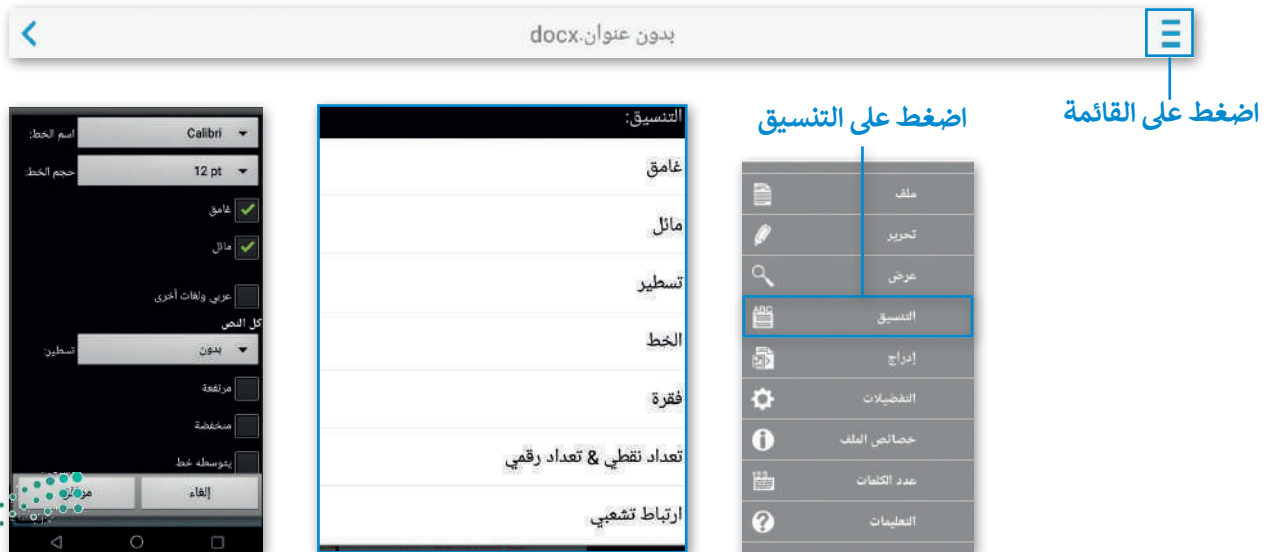 بدون عنوان.docx
اضغط على القائمة
اضغط على التنسيق
ملف
تحرير
عرض
التنسيق
إدراج
التفضيلات
خصائص الملف
عدد الكلمات
التعليمات
التنسيق:
غامق
مائل
تسطير
الخط
فقرة
تعداد نقطي & تعداد رقمي
ارتباط تشعبي
اسم الخط: Calibri
حجم الخط: 12 pt
غامق
مائل
عربي ولغات أخرى
كل النص
تسطير: بدون
مرتفعة
منخفضة
يتوسطه خط
إلغاء